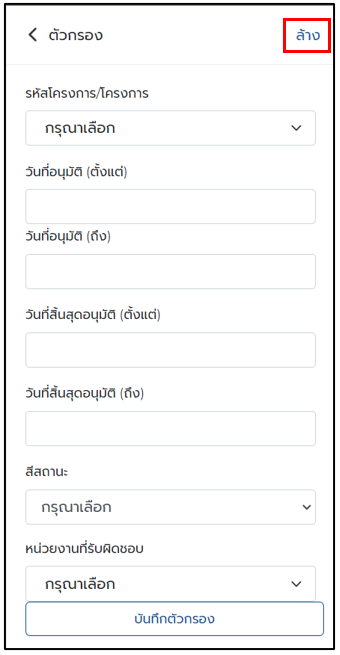 ตัวกรอง ล้าง
รหัสโครงการ/โครงการ
กรุณาเลือก
วันที่อนุมัติ (ตั้งแต่)
วันที่อนุมัติ (ถึง)
วันที่สิ้นสุดอนุมัติ (ตั้งแต่)
วันที่สิ้นสุดอนุมัติ (ถึง)
สีสถานะ
กรุณาเลือก
หน่วยงานที่รับผิดชอบ
กรุณาเลือก
บันทึกตัวกรอง